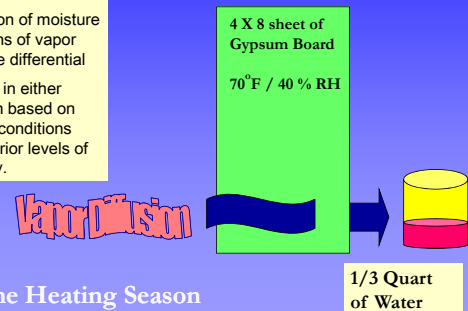 on of moisture
ns of vapor
e differential
in either
based on
conditions
rior levels of
4 X 8 sheet of
Gypsum Board
70°F / 40 % RH
Vapor Diffusion
he Heating Season
1/3 Quart
of Water